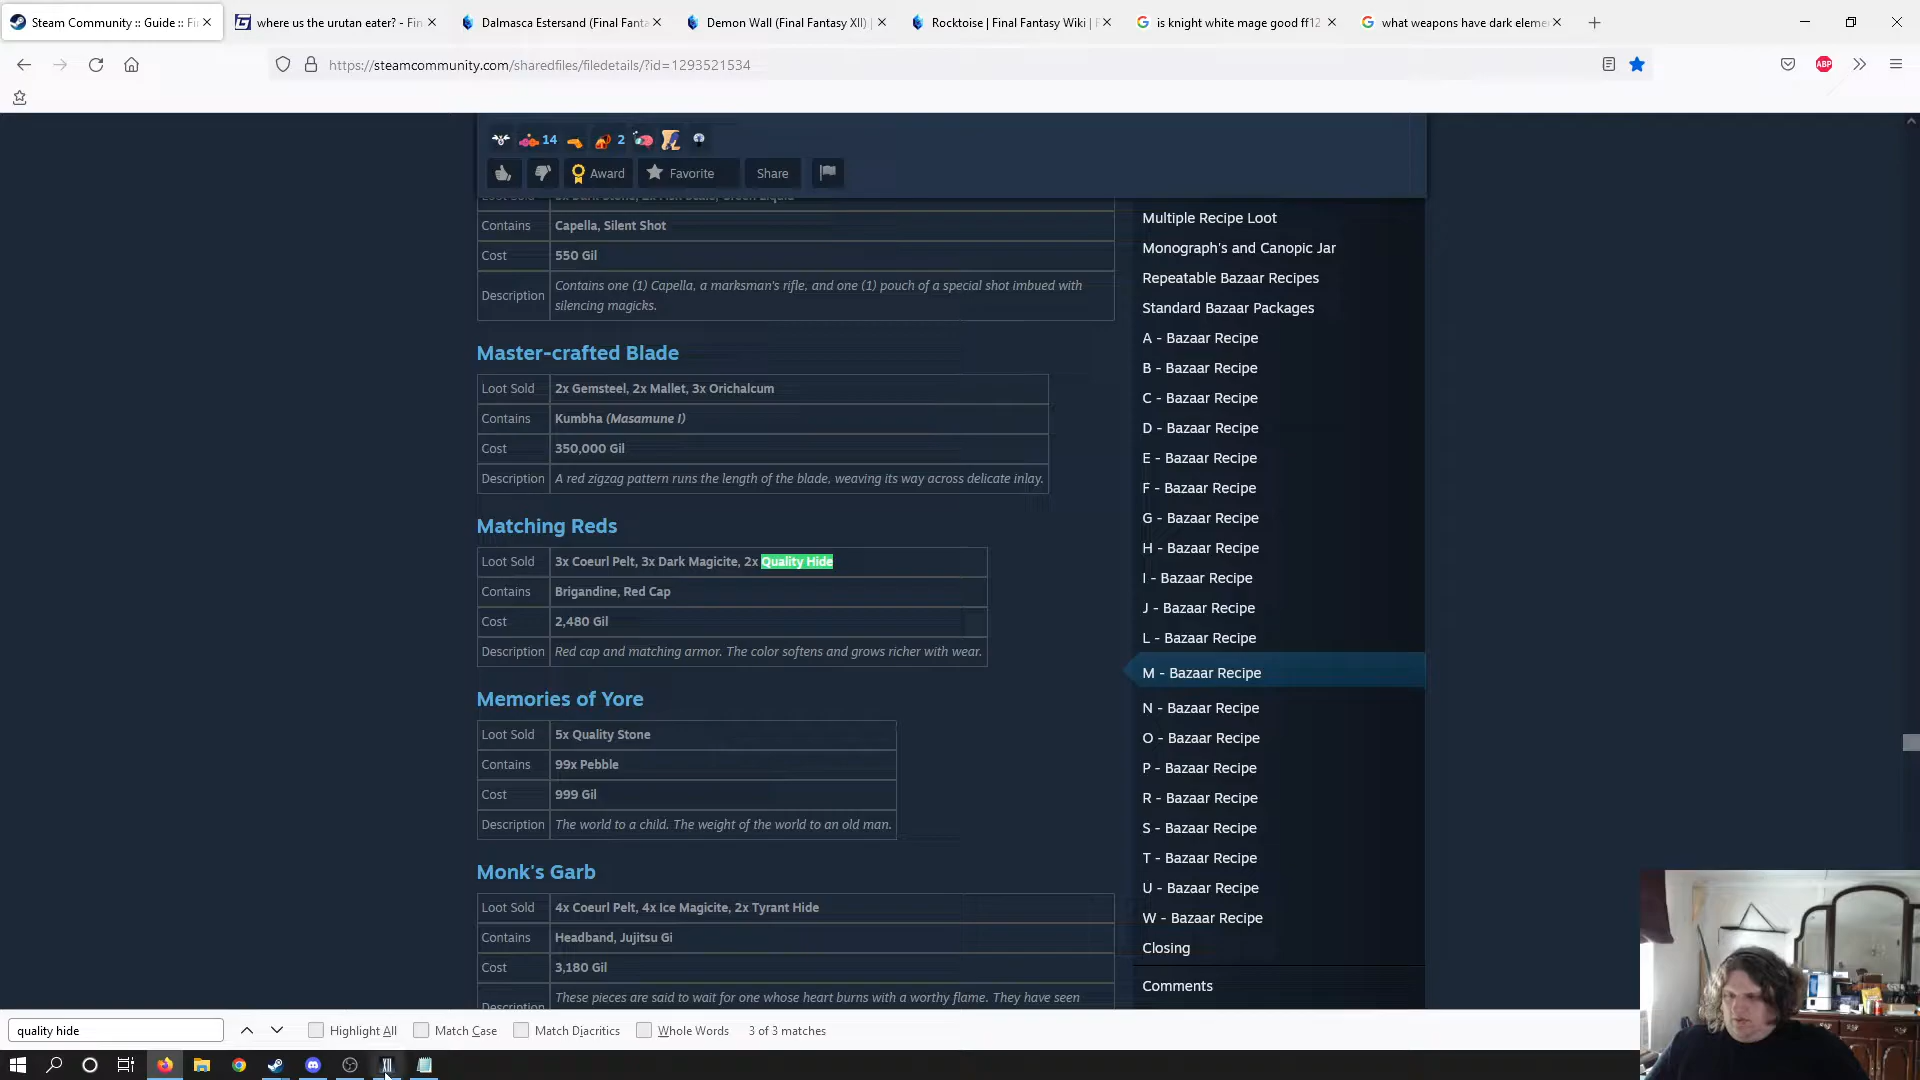 Steam Community :: Guide :: Fi
where us the urutan eater? - Fin
Dalmasca Estersand (Final Fanta
Demon Wall (Final Fantasy XII) |
Rocktoise | Final Fantasy Wiki | F
is knight white mage good ff12
what weapons have dark eleme
https://steamcommunity.com/sharedfiles/filedetails/?id=1293521534
ABP
14
2
Award
Favorite
Share
Contains Capella, Silent Shot
Cost 550 Gil
Description Contains one (1) Capella, a marksman's rifle, and one (1) pouch of a special shot imbued with
silencing magicks.
Master-crafted Blade
Loot Sold 2x Gemsteel, 2x Mallet, 3x Orichalcum
Contains Kumbha (Masamune I)
Cost 350,000 Gil
Description A red zigzag pattern runs the length of the blade, weaving its way across delicate inlay.
Matching Reds
Loot Sold 3x Coeurl Pelt, 3x Dark Magicite, 2x Quality Hide
Contains Brigandine, Red Cap
Cost 2,480 Gil
Description Red cap and matching armor. The color softens and grows richer with wear.
Memories of Yore
Loot Sold 5x Quality Stone
Contains 99x Pebble
Cost 999 Gil
Description The world to a child. The weight of the world to an old man.
Monk's Garb
Loot Sold 4x Coeurl Pelt, 4x Ice Magicite, 2x Tyrant Hide
Contains Headband, Jujitsu Gi
Cost 3,180 Gil
These pieces are said to wait for one whose heart burns with a worthy flame. They have seen
Multiple Recipe Loot
Monograph's and Canopic Jar
Repeatable Bazaar Recipes
Standard Bazaar Packages
A - Bazaar Recipe
B - Bazaar Recipe
C - Bazaar Recipe
D - Bazaar Recipe
E - Bazaar Recipe
F - Bazaar Recipe
G - Bazaar Recipe
H - Bazaar Recipe
I - Bazaar Recipe
J - Bazaar Recipe
L - Bazaar Recipe
M - Bazaar Recipe
N - Bazaar Recipe
O - Bazaar Recipe
P - Bazaar Recipe
R - Bazaar Recipe
S - Bazaar Recipe
T - Bazaar Recipe
U - Bazaar Recipe
W - Bazaar Recipe
Closing
Comments
quality hide
Highlight All
Match Case
Match Diacritics
Whole Words
3 of 3 matches